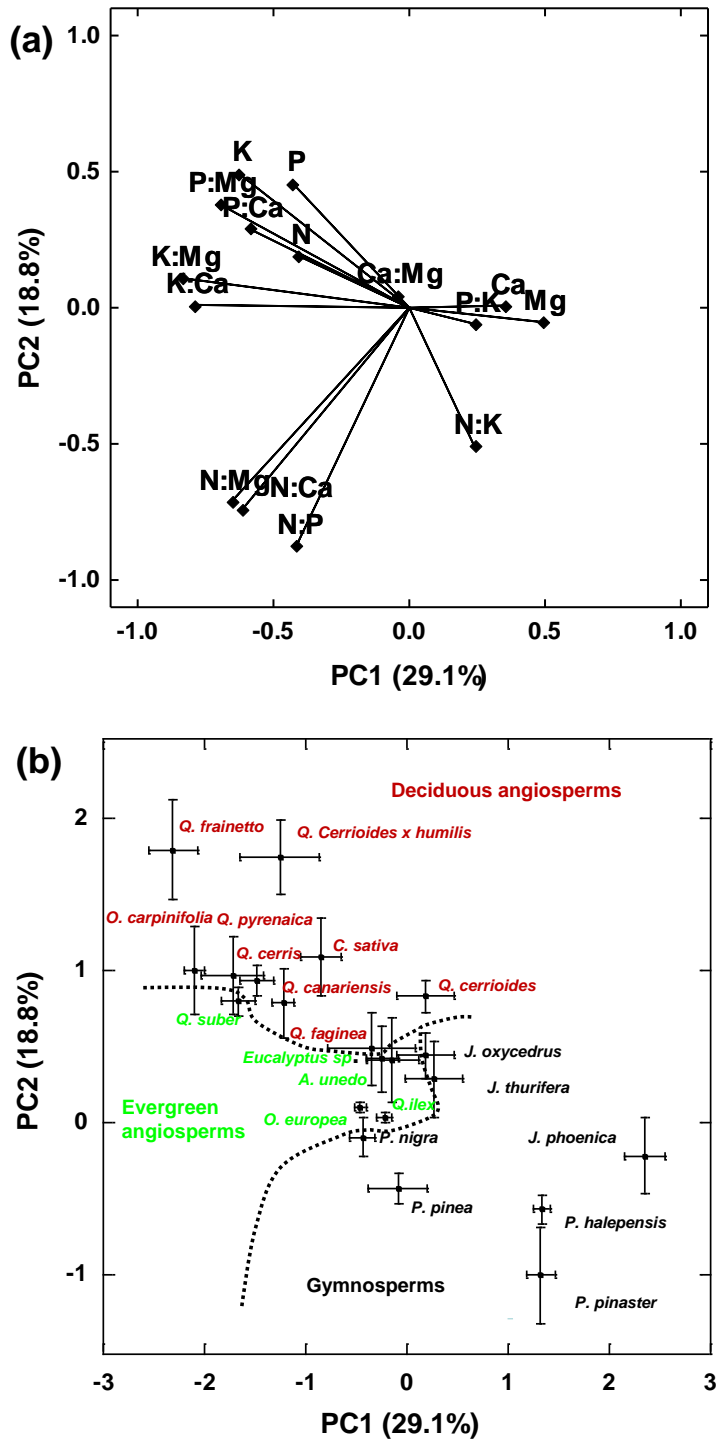 (a)
1.0
0.5
0.0
-0.5
-1.0
PC2 (18.8%)
K
P
P:Mg
P:Ca
N
K:Mg
K:Ca
Ca:Mg
P:K
Ca
Mg
N:K
N:Mg
N:Ca
N:P
-1.0 -0.5 0.0 0.5 1.0
PC1 (29.1%)
(b)
2
1
0
-1
PC2 (18.8%)
Deciduous angiosperms
Q. frainetto
Q. Cerrioides x humilis
O. carpinifolia
Q. pyrenaica
Q. cerris
C. sativa
Q. canariensis
Q. cerrioides
Q. suber
Q. faginea
Eucalyptus sp
J. oxycedrus
A. unedo
J. thurifera
Evergreen
angiosperms
O. europea
Q.ilex
P. nigra
J. phoenica
P. pinea
P. halepensis
Gymnosperms
P. pinaster
-3 -2 -1 0 1 2 3
PC1 (29.1%)